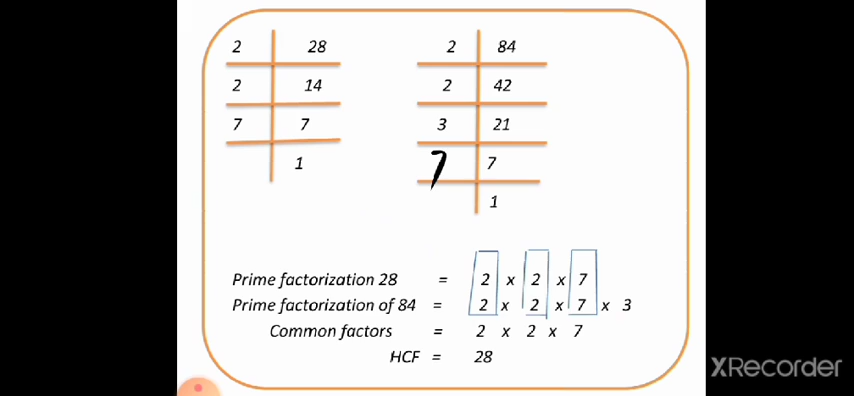 2 28 2 84
2 14 2 42
7 7 3 21
1 7 7
1
Prime factorization 28 = 2 x 2 x 7
Prime factorization of 84 = 2 x 2 x 7 x 3
Common factors = 2 x 2 x 7
HCF = 28
XRecorder